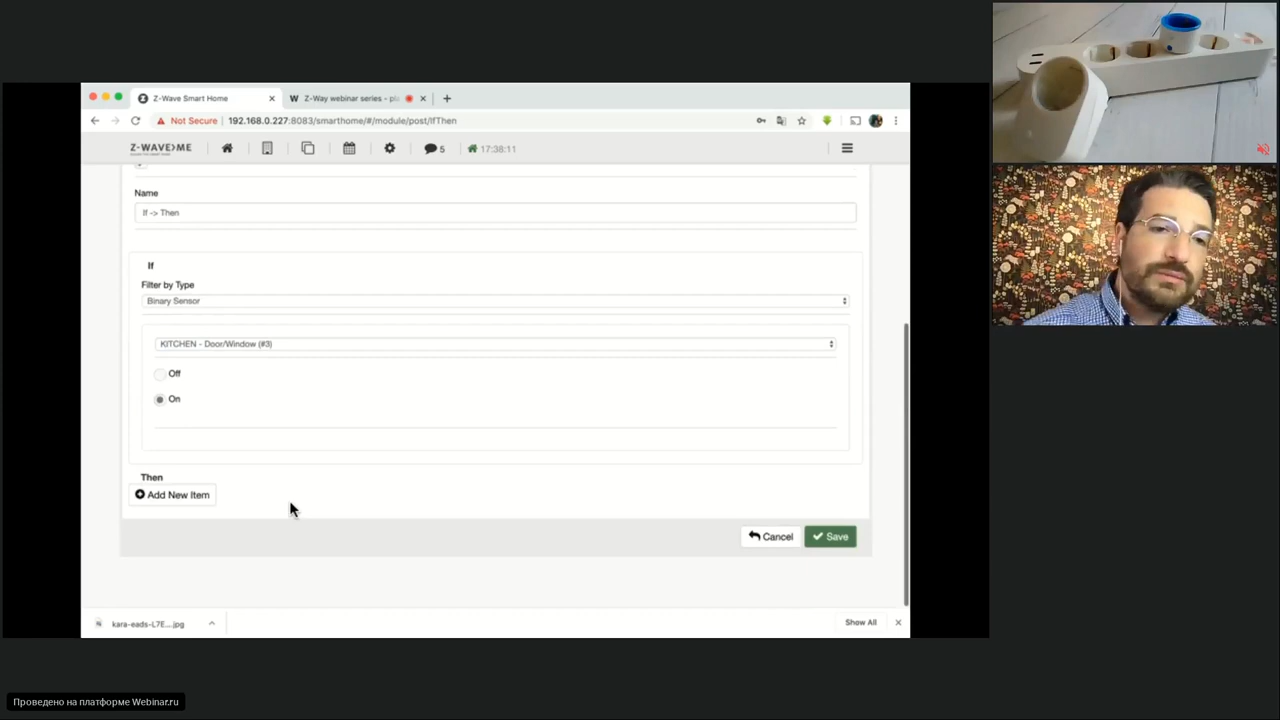 Z-Wave Smart Home
Z-Way webinar series - pla
Not Secure
192.168.0.227:8083/smarthome/#/module/post/IfThen
Z-WAVE>ME
5
17:38:11
Name
If -> Then
If
Filter by Type
Binary Sensor
KITCHEN - Door/Window (#3)
Off
On
Then
Add New Item
Cancel
Save
kara-eads-L7E....jpg
Show All
Проведено на платформе Webinar.ru